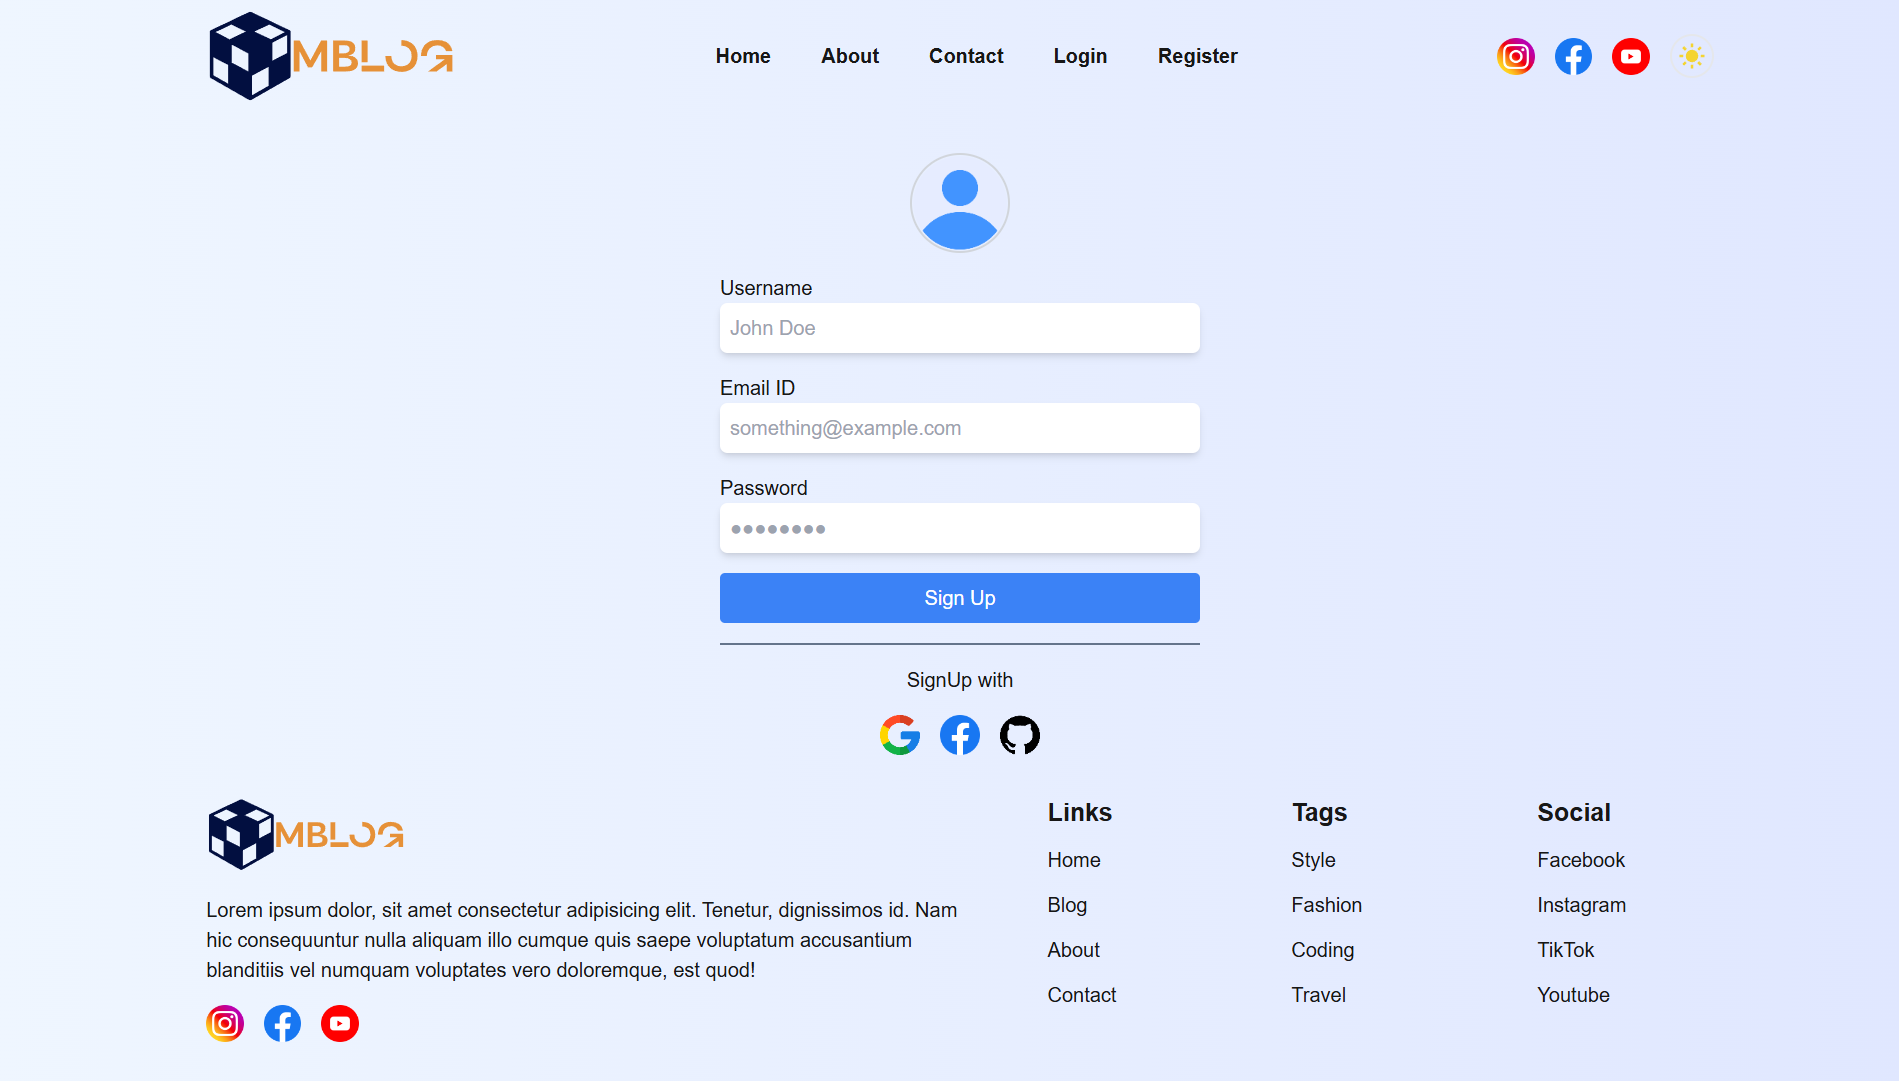 MBLOG
Home About Contact Login Register
Username
John Doe
Email ID
something@example.com
Password
Sign Up
SignUp with
MBLOG
Lorem ipsum dolor, sit amet consectetur adipisicing elit. Tenetur, dignissimos id. Nam
hic consequuntur nulla aliquam illo cumque quis saepe voluptatum accusantium
blanditiis vel numquam voluptates vero doloremque, est quod!
Links
Home
Blog
About
Contact
Tags
Style
Fashion
Coding
Travel
Social
Facebook
Instagram
TikTok
Youtube